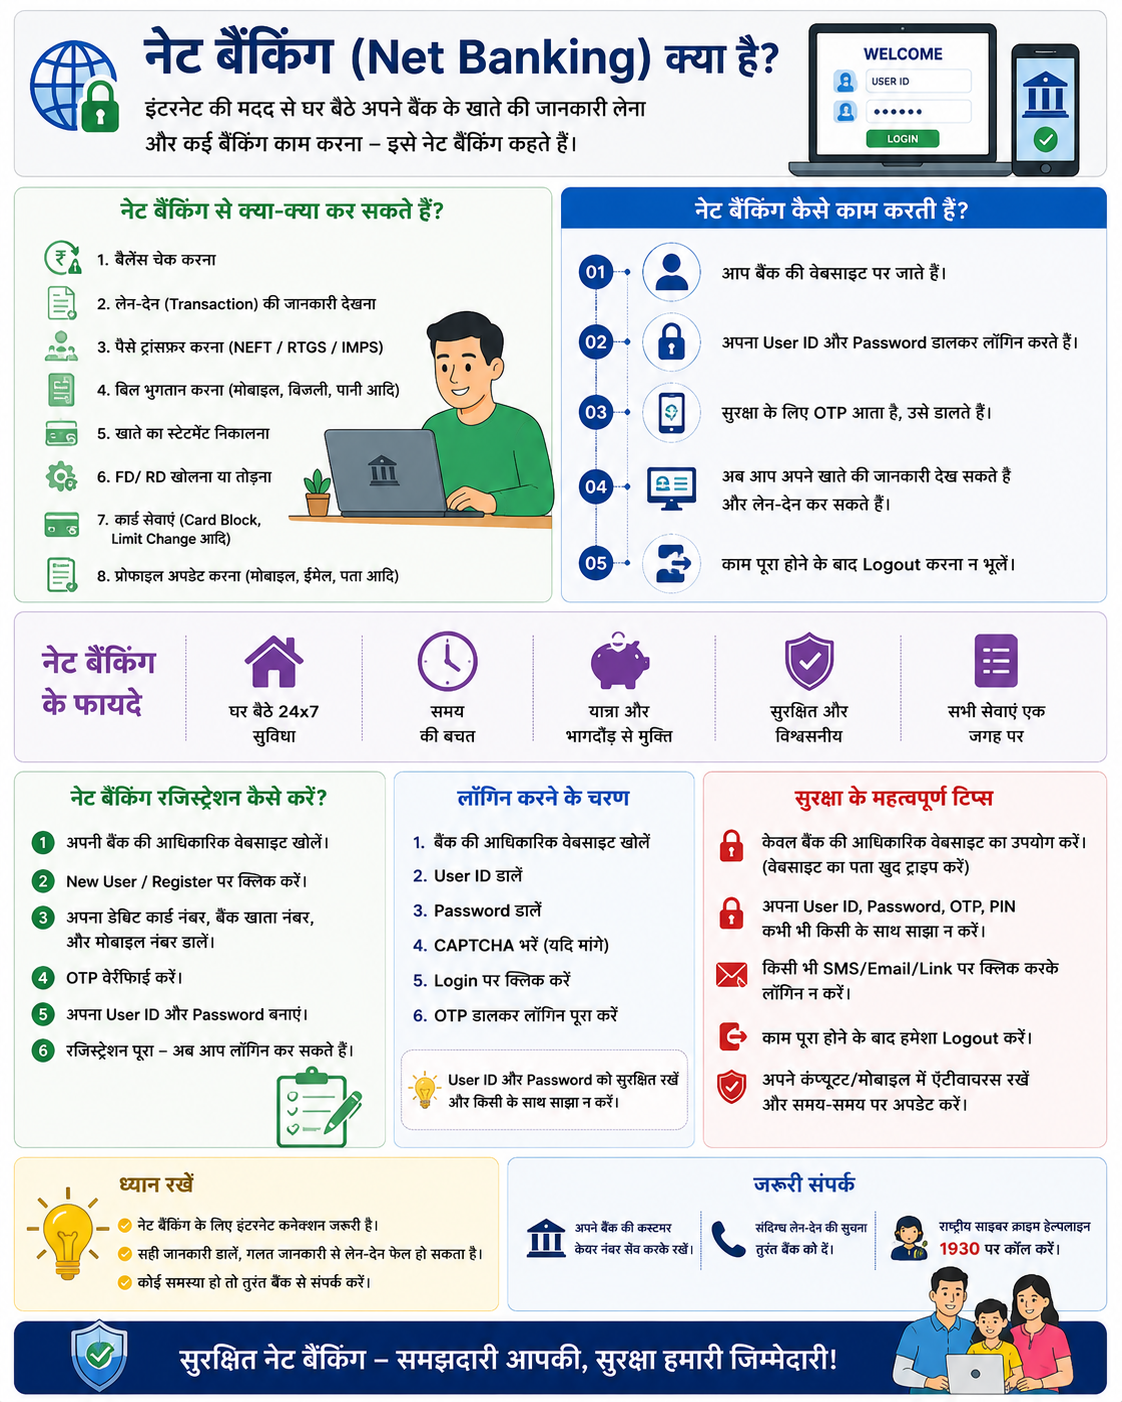 नेट बैंकिंग (Net Banking) क्या है?
इंटरनेट की मदद से घर बैठे अपने बैंक के खाते की जानकारी लेना
और कई बैंकिंग काम करना – इसे नेट बैंकिंग कहते हैं।
WELCOME
USER ID
LOGIN
नेट बैंकिंग से क्या-क्या कर सकते हैं?
1. बैलेंस चेक करना
2. लेन-देन (Transaction) की जानकारी देखना
3. पैसे ट्रांसफ़र करना (NEFT / RTGS / IMPS)
4. बिल भुगतान करना (मोबाइल, बिजली, पानी आदि)
5. खाते का स्टेटमेंट निकालना
6. FD/ RD खोलना या तोड़ना
7. कार्ड सेवाएं (Card Block,
Limit Change आदि)
8. प्रोफाइल अपडेट करना (मोबाइल, ईमेल, पता आदि)
नेट बैंकिंग कैसे काम करती हैं?
01 आप बैंक की वेबसाइट पर जाते हैं।
02 अपना User ID और Password डालकर लॉगिन करते हैं।
03 सुरक्षा के लिए OTP आता है, उसे डालते हैं।
04 अब आप अपने खाते की जानकारी देख सकते हैं
और लेन-देन कर सकते हैं।
05 काम पूरा होने के बाद Logout करना न भूलें।
नेट बैंकिंग
के फायदे
घर बैठे 24x7
सुविधा
समय
की बचत
यात्रा और
भागदौड़ से मुक्ति
सुरक्षित और
विश्वसनीय
सभी सेवाएं एक
जगह पर
नेट बैंकिंग रजिस्ट्रेशन कैसे करें?
1 अपनी बैंक की आधिकारिक वेबसाइट खोलें।
2 New User / Register पर क्लिक करें।
3 अपना डेबिट कार्ड नंबर, बैंक खाता नंबर,
और मोबाइल नंबर डालें।
4 OTP वेरीफाई करें।
5 अपना User ID और Password बनाएं।
6 रजिस्ट्रेशन पूरा – अब आप लॉगिन कर सकते हैं।
लॉगिन करने के चरण
1. बैंक की आधिकारिक वेबसाइट खोलें
2. User ID डालें
3. Password डालें
4. CAPTCHA भरें (यदि मांगे)
5. Login पर क्लिक करें
6. OTP डालकर लॉगिन पूरा करें
User ID और Password को सुरक्षित रखें
और किसी के साथ साझा न करें।
सुरक्षा के महत्वपूर्ण टिप्स
केवल बैंक की आधिकारिक वेबसाइट का उपयोग करें।
(वेबसाइट का पता खुद ट्राइप करें)
अपना User ID, Password, OTP, PIN
कभी भी किसी के साथ साझा न करें।
किसी भी SMS/Email/Link पर क्लिक करके
लॉगिन न करें।
काम पूरा होने के बाद हमेशा Logout करें।
अपने कंप्यूटट/मोबाइल में ऍंटीवायरस रखें
और समय-समय पर अपडेट करें।
ध्यान रखें
नेट बैंकिंग के लिए इंटरनेट कनेक्शन जरूरी है।
सही जानकारी डालें, गलत जानकारी से लेन-देन फेल हो सकता है।
कोई समस्या हो तो तुरंत बैंक से संपर्क करें।
जरूरी संपर्क
अपने बैंक की कस्टमर
केयर नंबर सेव करके रखें।
संदिग्ध लेन-देन की सुचना
तुरंत बैंक को दें।
राष्ट्रीय साइबर क्राइम हेल्पलाइन
1930 पर कॉल करें।
सुरक्षित नेट बैंकिंग – समझदारी आपकी, सुरक्षा हमारी जिम्मेदारी!